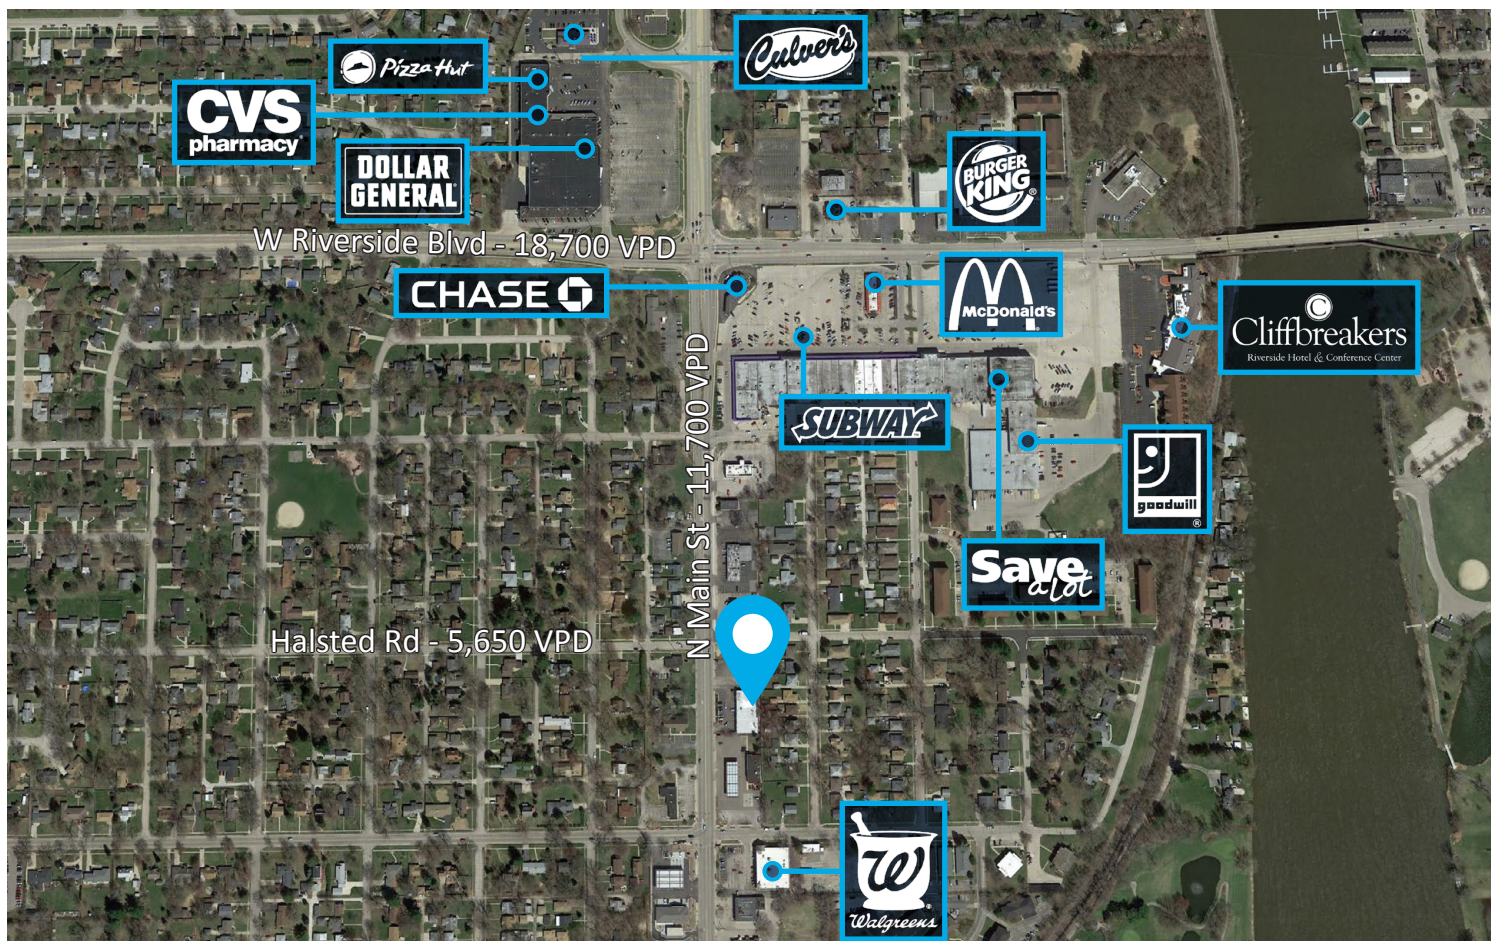 Culver's
Pizza Hut
CVS
pharmacy
DOLLAR
GENERAL
BURGER
KING
W Riverside Blvd - 18,700 VPD
CHASE
McDonald's
C
Cliffbreakers
Riverside Hotel & Conference Center
N Main St - 11,700 VPD
SUBWAY
goodwill
Save
a lot
Halsted Rd - 5,650 VPD
W
Walgreens